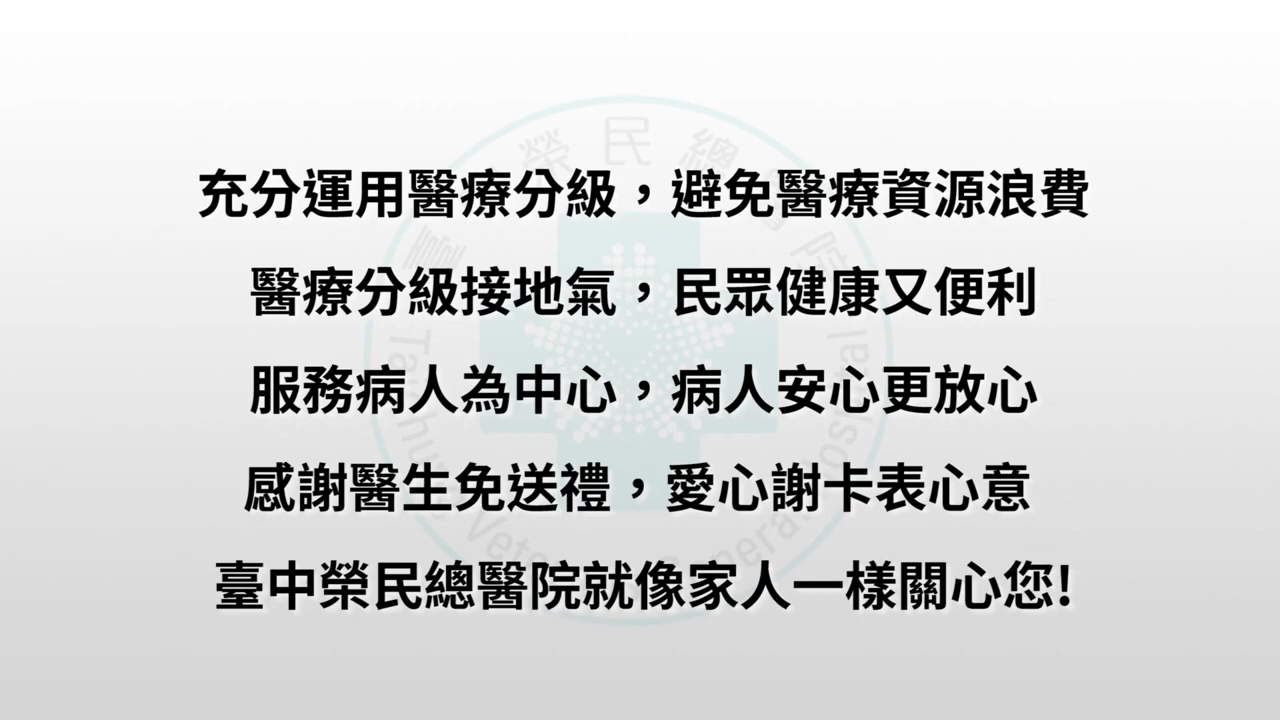 充分運用醫療分級，避免醫療資源浪費
醫療分級接地氣，民眾健康又便利
服務病人為中心，病人安心更放心
感謝醫生免送禮，愛心謝卡表心意
臺中榮民總醫院就像家人一樣關心您!